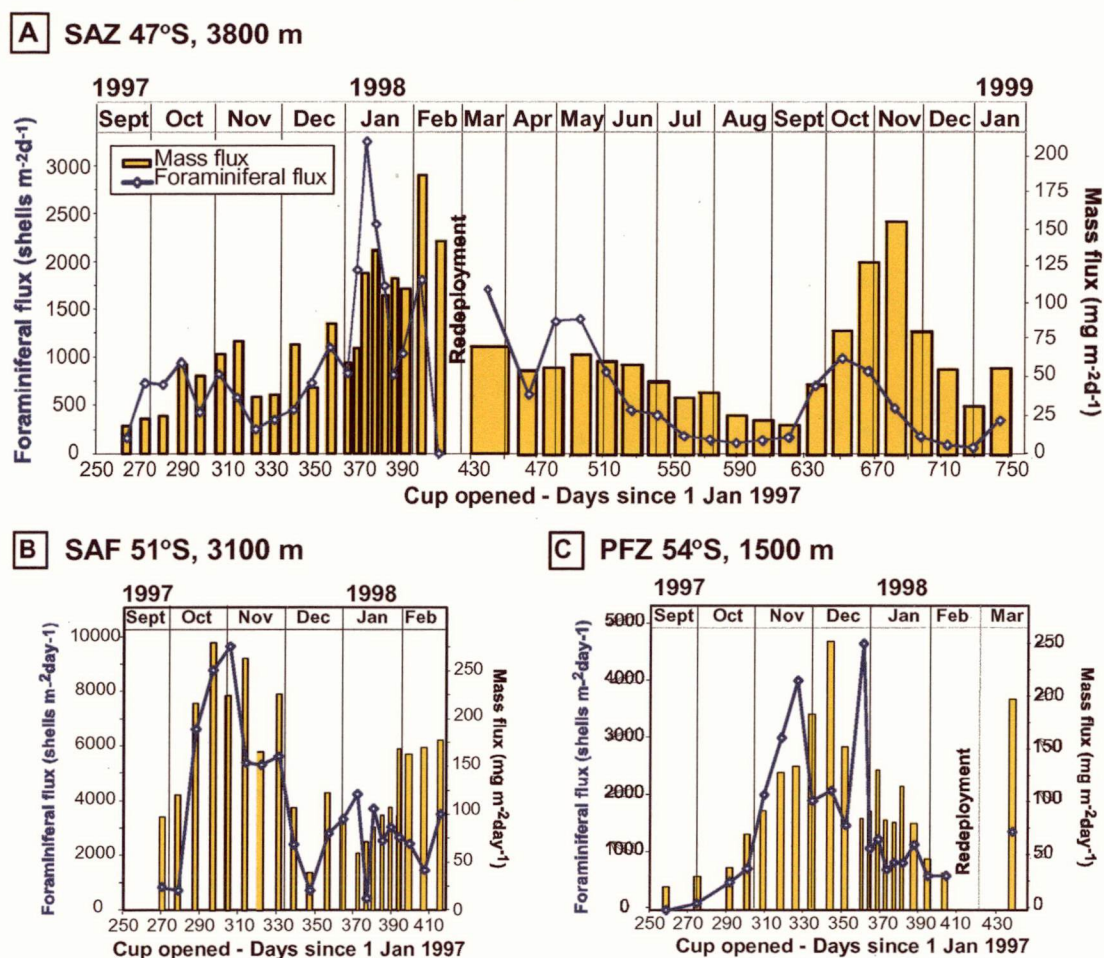 A SAZ 47°S, 3800 m
1997 1998 1999
Sept Oct Nov Dec Jan Feb Mar Apr May Jun Jul Aug Sept Oct Nov Dec Jan
Mass flux
Foraminiferal flux
Foraminiferal flux (shells m-2d-1)
3000
2500
2000
1500
1000
500
0
Redeployment
200
175
150
125
100
75
50
25
0
Mass flux (mg m-2d-1)
250 270 290 310 330 350 370 390 430 470 510 550 590 630 670 710 750
Cup opened - Days since 1 Jan 1997
B SAF 51°S, 3100 m
1997 1998
Sept Oct Nov Dec Jan Feb
Foraminiferal flux (shells m-2day-1)
10000
8000
6000
4000
2000
0
250
200
150
100
50
0
Mass flux (mg m-2day-1)
250 270 290 310 330 350 370 390 410
Cup opened - Days since 1 Jan 1997
C PFZ 54°S, 1500 m
1997 1998
Sept Oct Nov Dec Jan Feb Mar
Foraminiferal flux (shells m-2day-1)
5000
4000
3000
2000
1000
0
Redeployment
250
200
150
100
50
0
Mass flux (mg m-2day-1)
250 270 290 310 330 350 370 390 410 430
Cup opened - Days since 1 Jan 1997